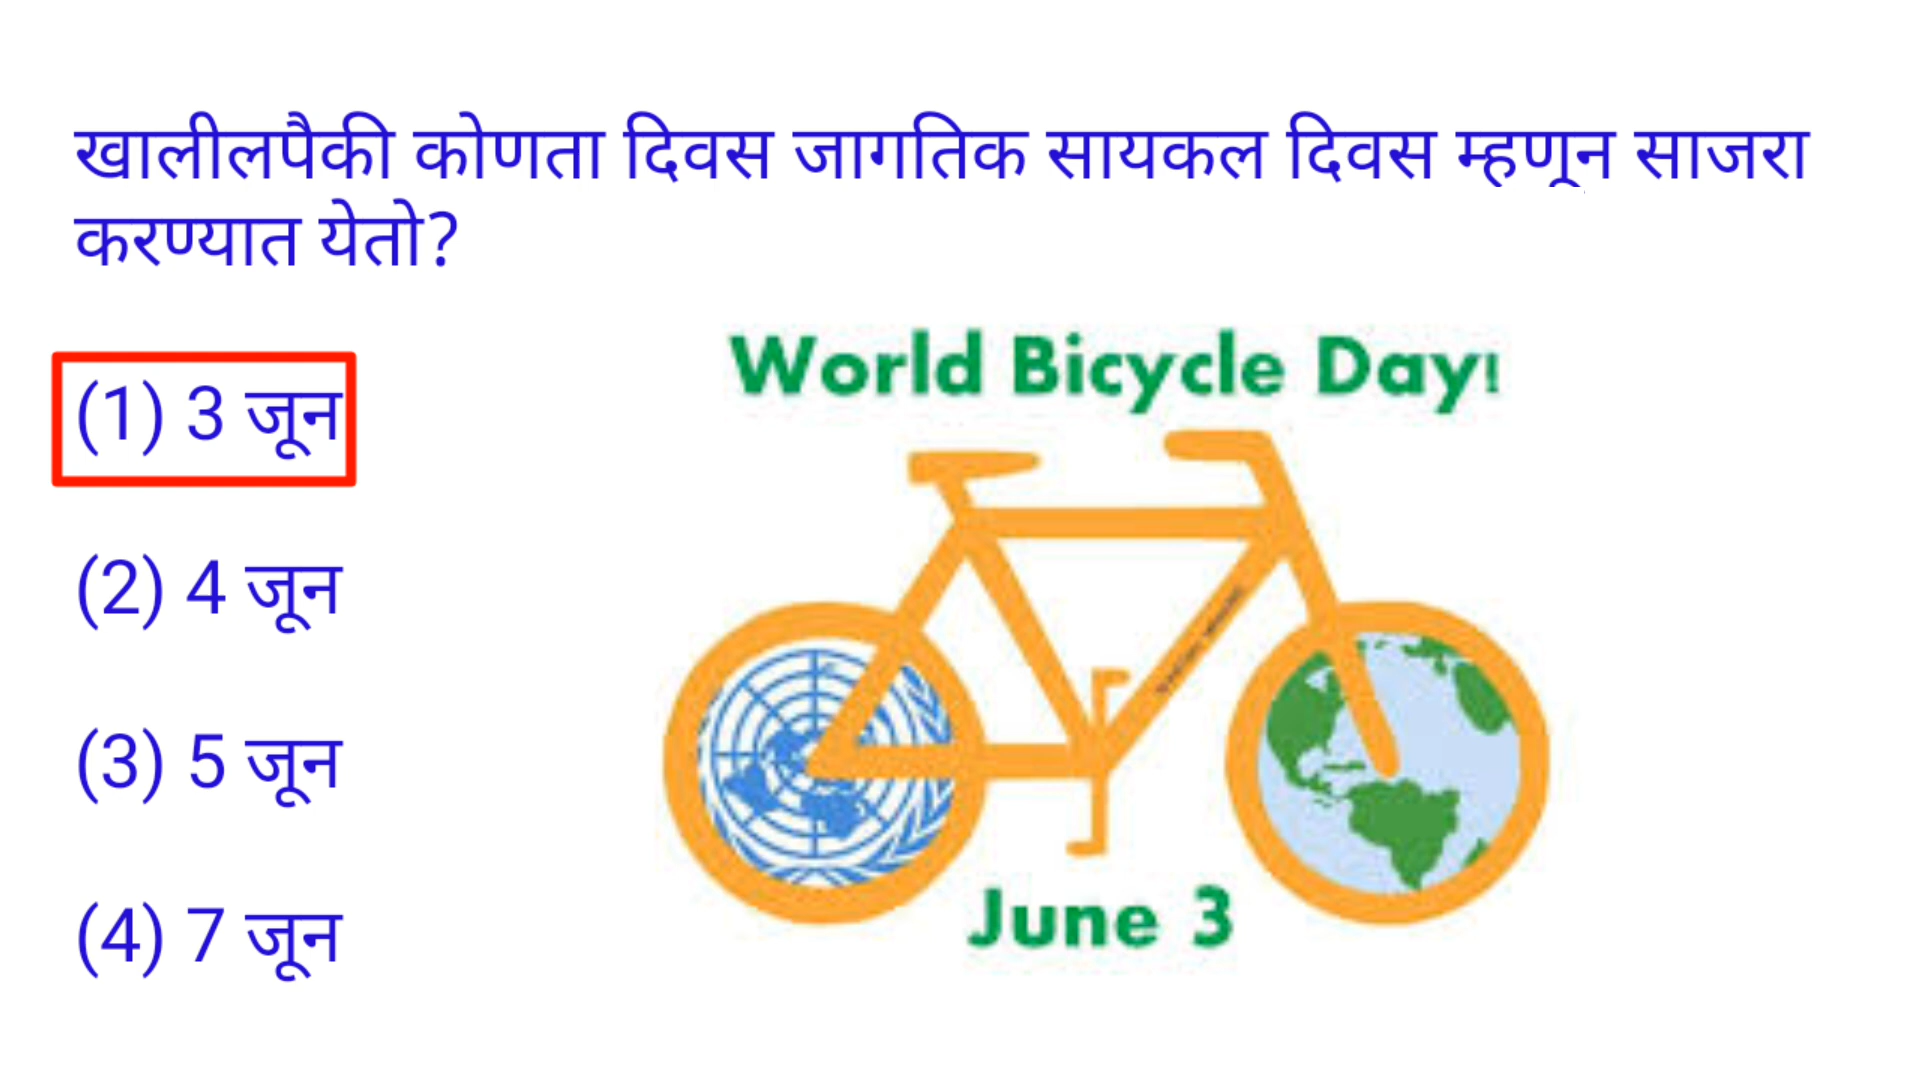 खालीलपैकी कोणता दिवस जागतिक सायकल दिवस म्हणून साजरा
करण्यात येतो?
(1) 3 जून
(2) 4 जून
(3) 5 जून
(4) 7 जून
World Bicycle Day!
June 3